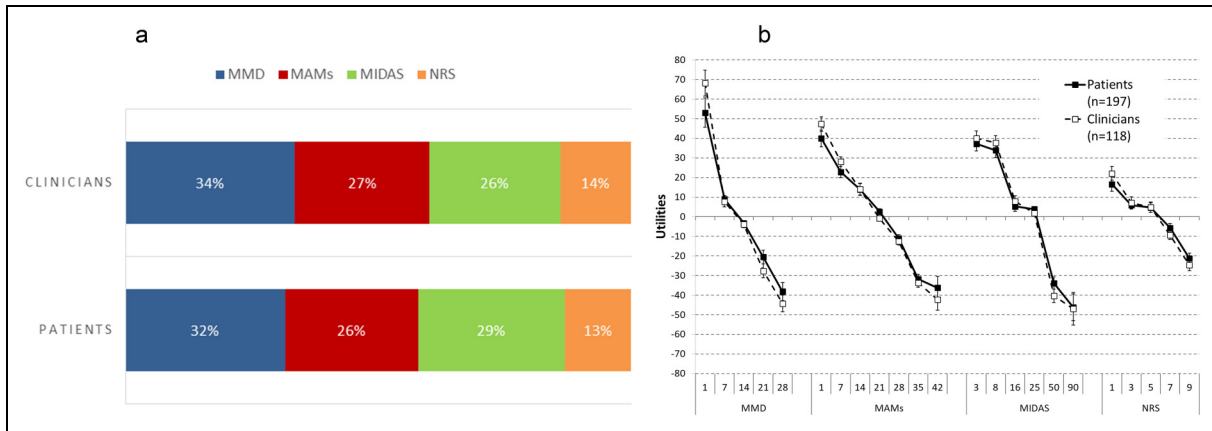 a
MMD MAMs MIDAS NRS
CLINICIANS 34% 27% 26% 14%
PATIENTS 32% 26% 29% 13%
b
Utilities
80
70
60
50
40
30
20
10
0
-10
-20
-30
-40
-50
-60
-70
-80
Patients
(n=197)
Clinicians
(n=118)
1 7 14 21 28 1 7 14 21 28 35 42 3 8 16 25 50 90 1 3 5 7 9
MMD MAMs MIDAS NRS